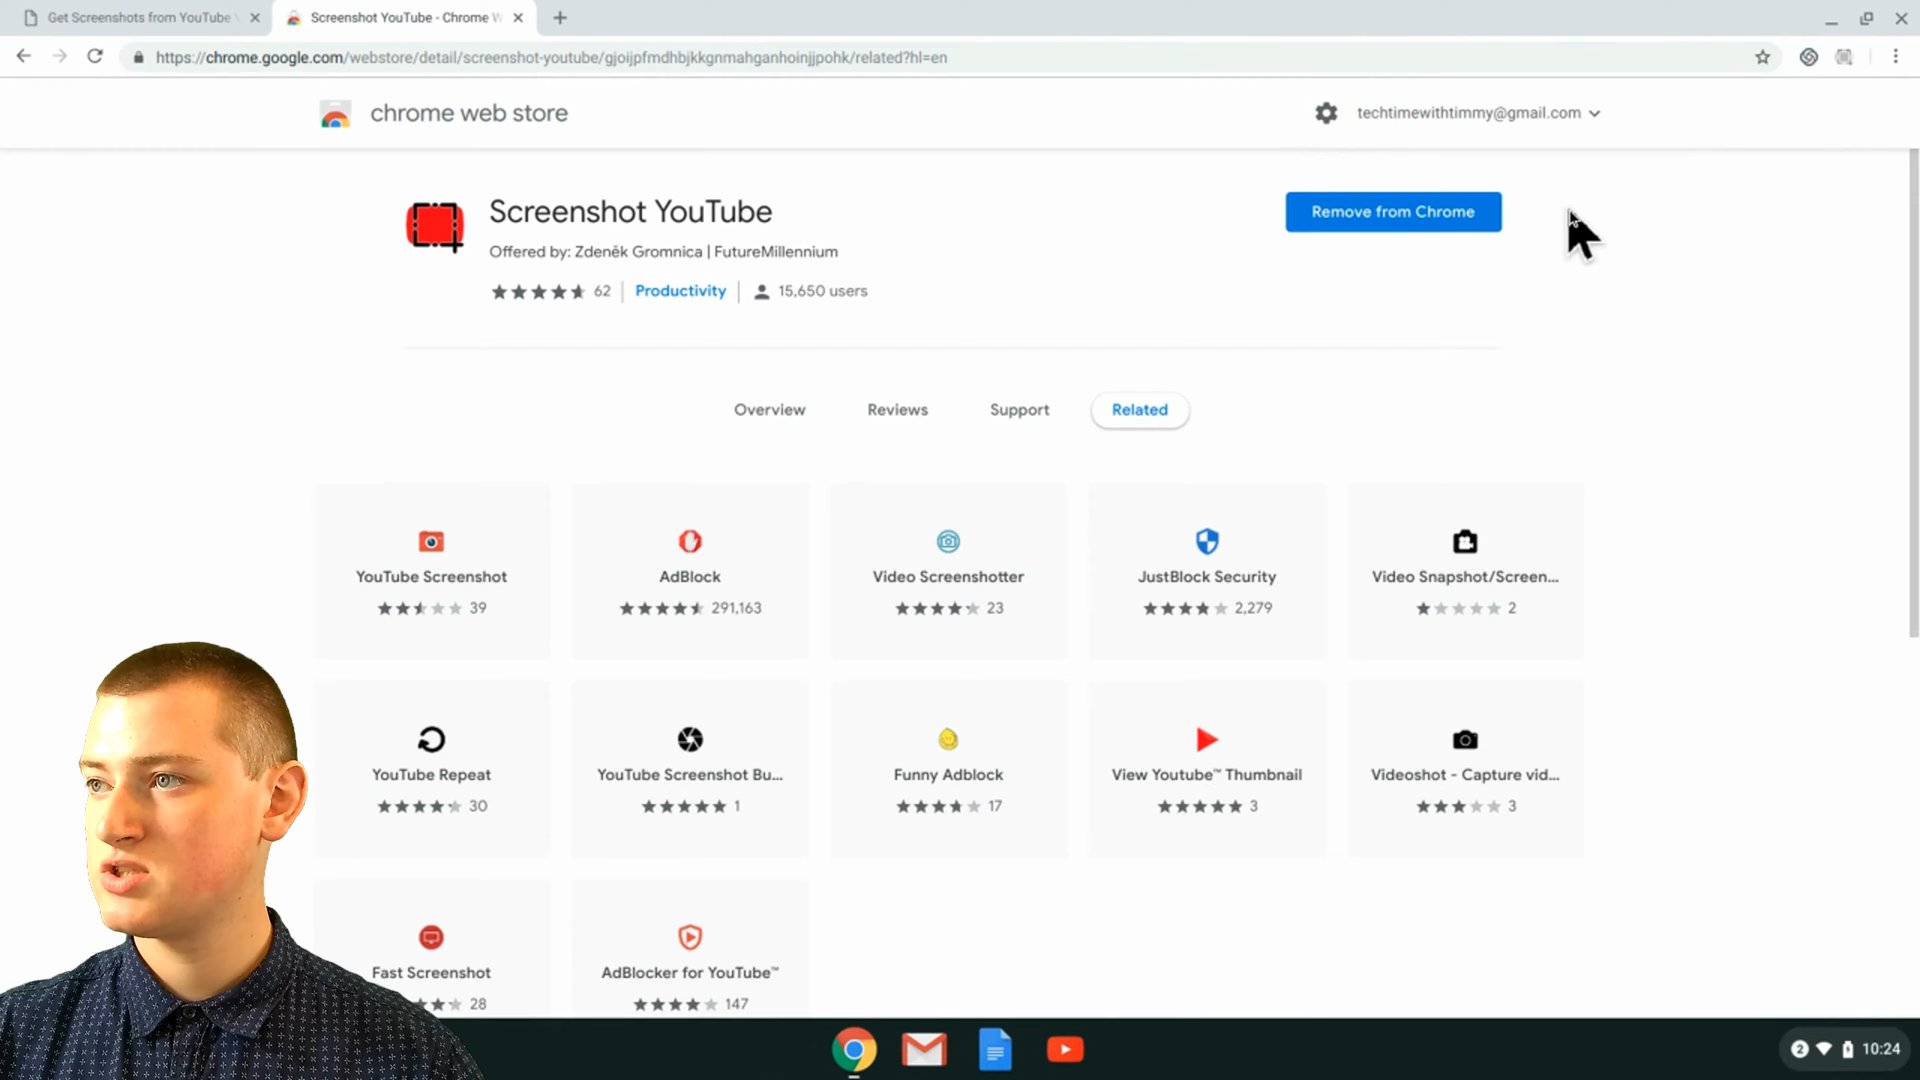 Get Screenshots from YouTube
Screenshot YouTube - Chrome W
https://chrome.google.com/webstore/detail/screenshot-youtube/gjoijpfmdhbjkkgnmahganhoinjjpohk/related?hl=en
chrome web store
techtimewithtimmy@gmail.com
Screenshot YouTube
Remove from Chrome
Offered by: Zdeněk Gromnica | FutureMillennium
62 | Productivity | 15,650 users
Overview Reviews Support Related
YouTube Screenshot AdBlock Video Screenshotter JustBlock Security Video Snapshot/Screen...
39 291,163 23 2,279 2
YouTube Repeat YouTube Screenshot Bu... Funny Adblock View Youtube™ Thumbnail Videoshot - Capture vid...
30 1 17 3 3
Fast Screenshot AdBlocker for YouTube™
28 147
2 10:24